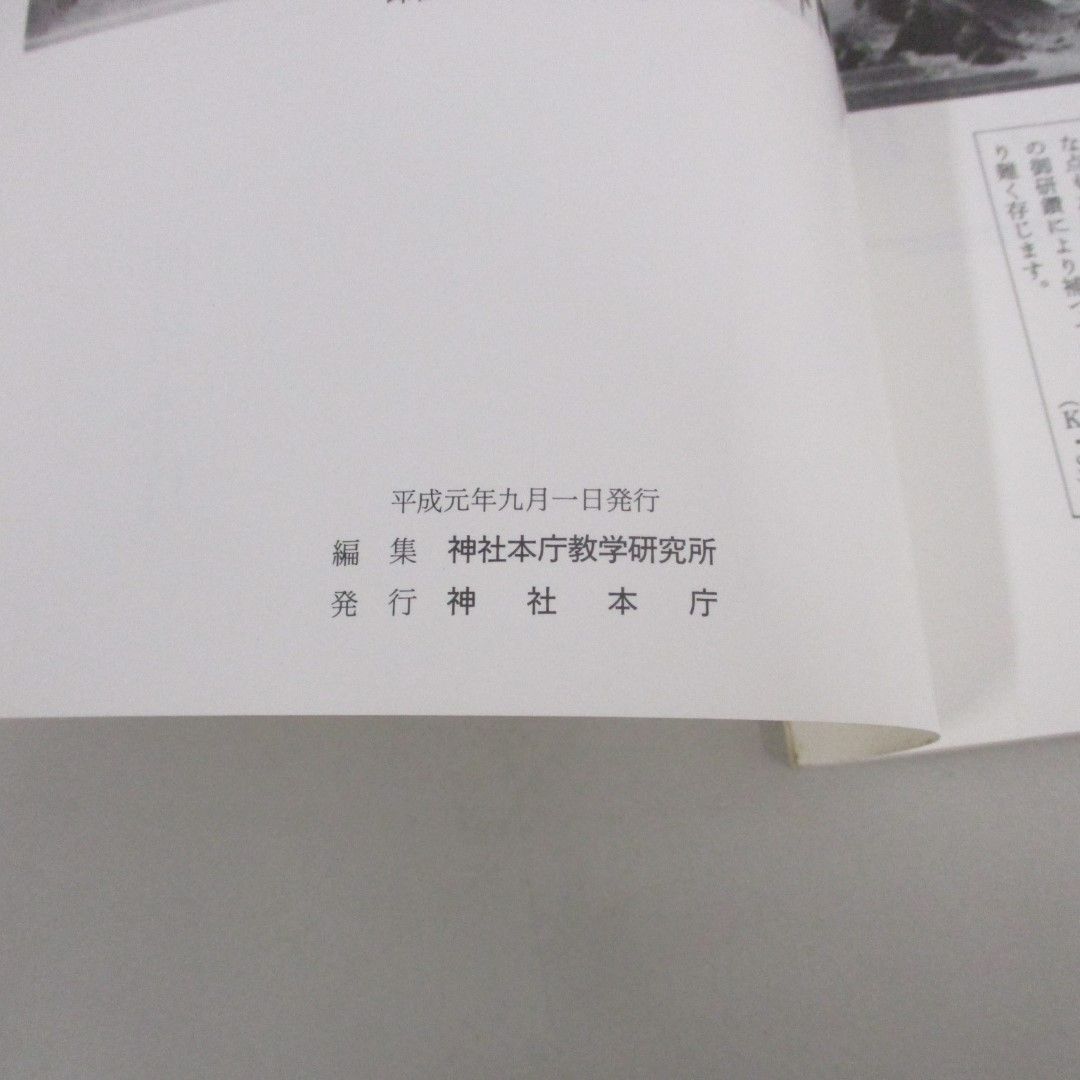 平成元年九月一日発行
編 集 神社本庁教学研究所
発 行 神 社 本 庁
の御研鑽により補
り難く存じます。